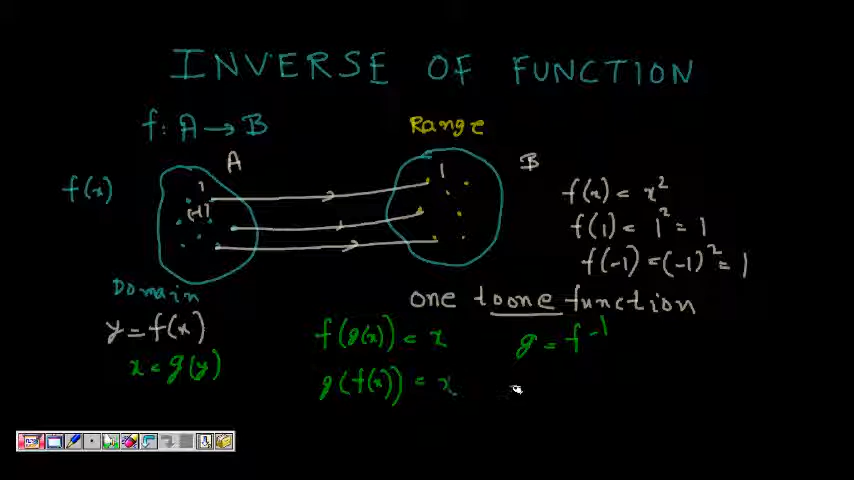 INVERSE OF FUNCTION
f: A → B
Range
A
B
f(x)
1
(-1)
1
f(x) = x²
f(1) = 1² = 1
f(-1) = (-1)² = 1
Domain
one to one function
y = f(x)
x = g(y)
f(g(x)) = x
g = f⁻¹
g(f(x)) = x